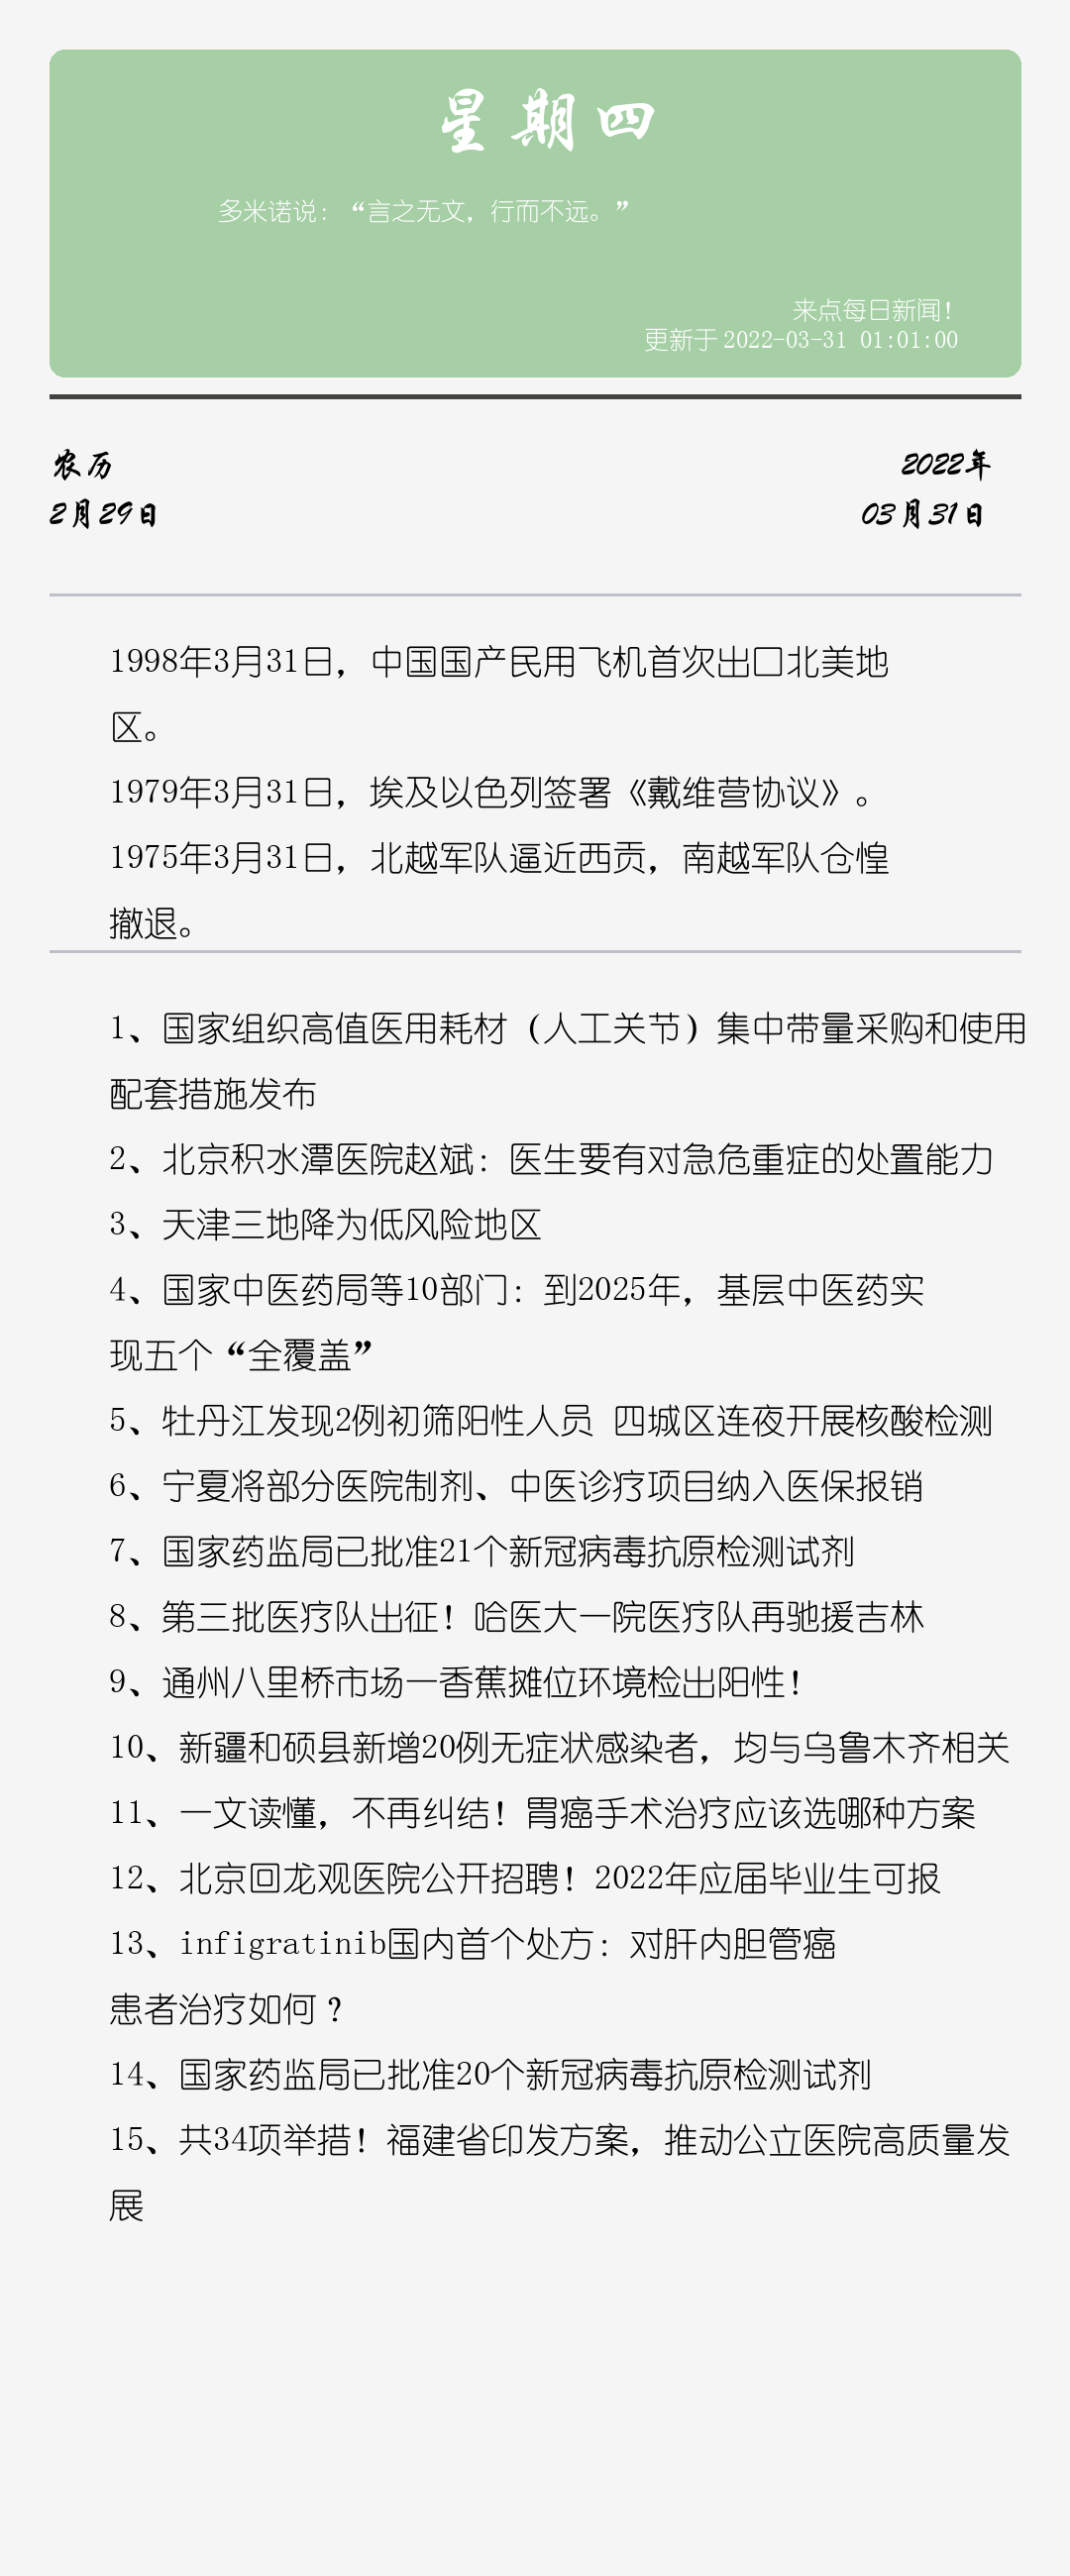 星期四
多米诺说：“言之无文，行而不远。”
来点每日新闻！
更新于 2022-03-31 01:01:00
农历
2月29日
2022年
03月31日
1998年3月31日，中国国产民用飞机首次出口北美地
区。
1979年3月31日，埃及以色列签署《戴维营协议》。
1975年3月31日，北越军队逼近西贡，南越军队仓惶
撤退。
1、国家组织高值医用耗材（人工关节）集中带量采购和使用
配套措施发布
2、北京积水潭医院赵斌：医生要有对急危重症的处置能力
3、天津三地降为低风险地区
4、国家中医药局等10部门：到2025年，基层中医药实
现五个“全覆盖”
5、牡丹江发现2例初筛阳性人员 四城区连夜开展核酸检测
6、宁夏将部分医院制剂、中医诊疗项目纳入医保报销
7、国家药监局已批准21个新冠病毒抗原检测试剂
8、第三批医疗队出征！哈医大一院医疗队再驰援吉林
9、通州八里桥市场一香蕉摊位环境检出阳性！
10、新疆和硕县新增20例无症状感染者，均与乌鲁木齐相关
11、一文读懂，不再纠结！胃癌手术治疗应该选哪种方案
12、北京回龙观医院公开招聘！2022年应届毕业生可报
13、infigratinib国内首个处方：对肝内胆管癌
患者治疗如何？
14、国家药监局已批准20个新冠病毒抗原检测试剂
15、共34项举措！福建省印发方案，推动公立医院高质量发
展